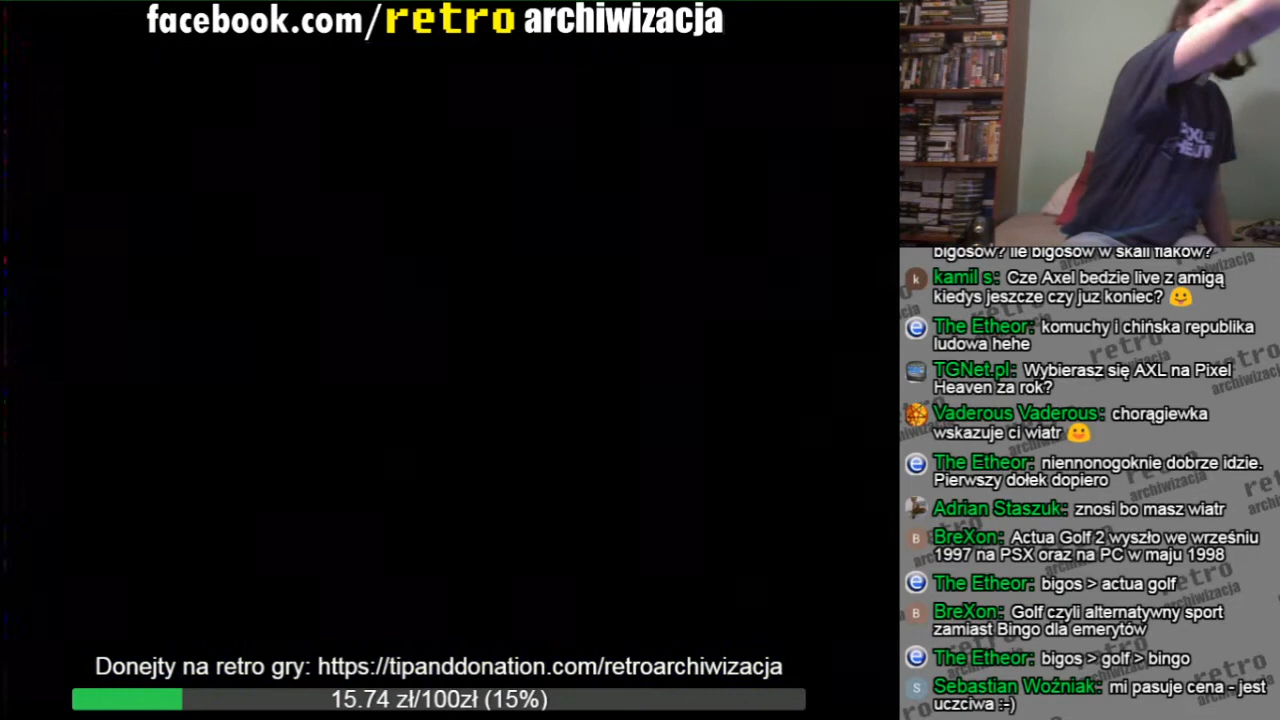 facebook.com/retro archiwizacja
bigosów? ile bigosów w skali flaków?
kamil s: Cze Axel bedzie live z amigą
kiedys jeszcze czy juz koniec?
The Etheor: komuchy i chińska republika
ludowa hehe
TGNet.pl: Wybierasz się AXL na Pixel
Heaven za rok?
Vaderous Vaderous: chorągiewka
wskazuje ci wiatr
The Etheor: niennonogoknie dobrze idzie.
Pierwszy dołek dopiero
Adrian Staszuk: znosi bo masz wiatr
BreXon: Actua Golf 2 wyszło we wrześniu
1997 na PSX oraz na PC w maju 1998
The Etheor: bigos > actua golf
BreXon: Golf czyli alternatywny sport
zamiast Bingo dla emerytów
The Etheor: bigos > golf > bingo
Sebastian Woźniak: mi pasuje cena - jest
uczciwa :-)
Donejty na retro gry: https://tipanddonation.com/retroarchiwizacja
15.74 zł/100zł (15%)